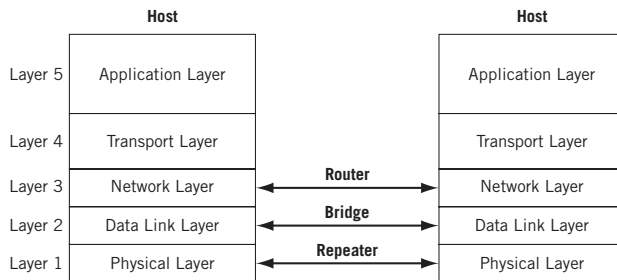 Host Host
Layer 5 Application Layer Application Layer
Layer 4 Transport Layer Transport Layer
Layer 3 Network Layer Router Network Layer
Layer 2 Data Link Layer Bridge Data Link Layer
Layer 1 Physical Layer Repeater Physical Layer